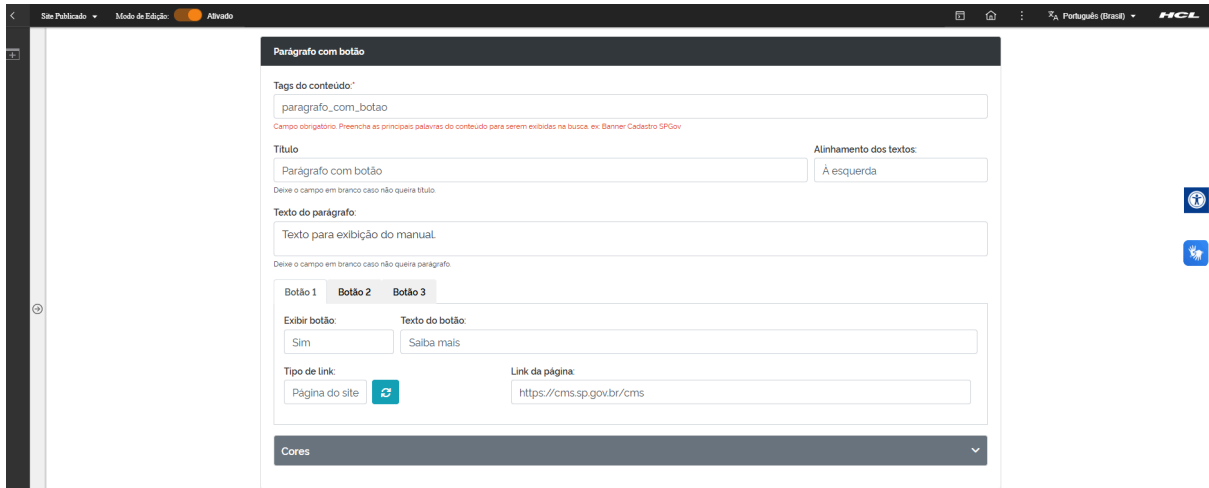 Site Publicado Modo de Edição: Ativado Português (Brasil) HCL
Parágrafo com botão
Tags do conteúdo:*
paragrafo_com_botao
Campo obrigatório. Preencha as principais palavras do conteúdo para serem exibidas na busca. ex: Banner Cadastro SPGov
Título Alinhamento dos textos:
Parágrafo com botão À esquerda
Deixe o campo em branco caso não queira título.
Texto do parágrafo:
Texto para exibição do manual.
Deixe o campo em branco caso não queira parágrafo.
Botão 1 Botão 2 Botão 3
Exibir botão: Texto do botão:
Sim Saiba mais
Tipo de link: Link da página:
Página do site https://cms.sp.gov.br/cms
Cores